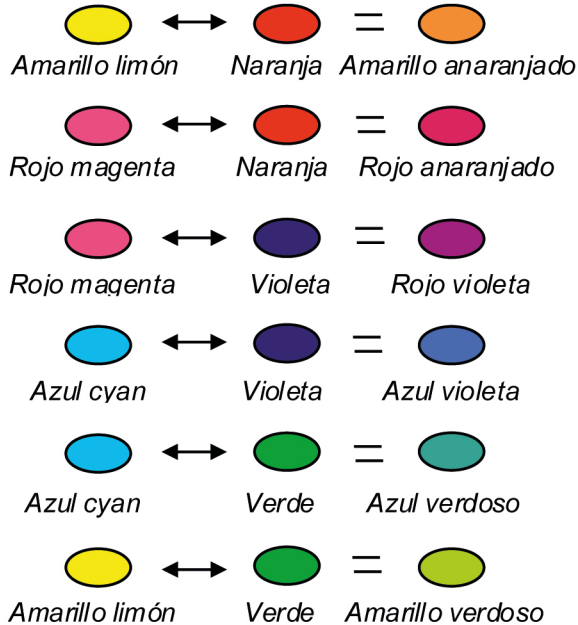 Amarillo limón Naranja Amarillo anaranjado
Rojo magenta Naranja Rojo anaranjado
Rojo magenta Violeta Rojo violeta
Azul cyan Violeta Azul violeta
Azul cyan Verde Azul verdoso
Amarillo limón Verde Amarillo verdoso